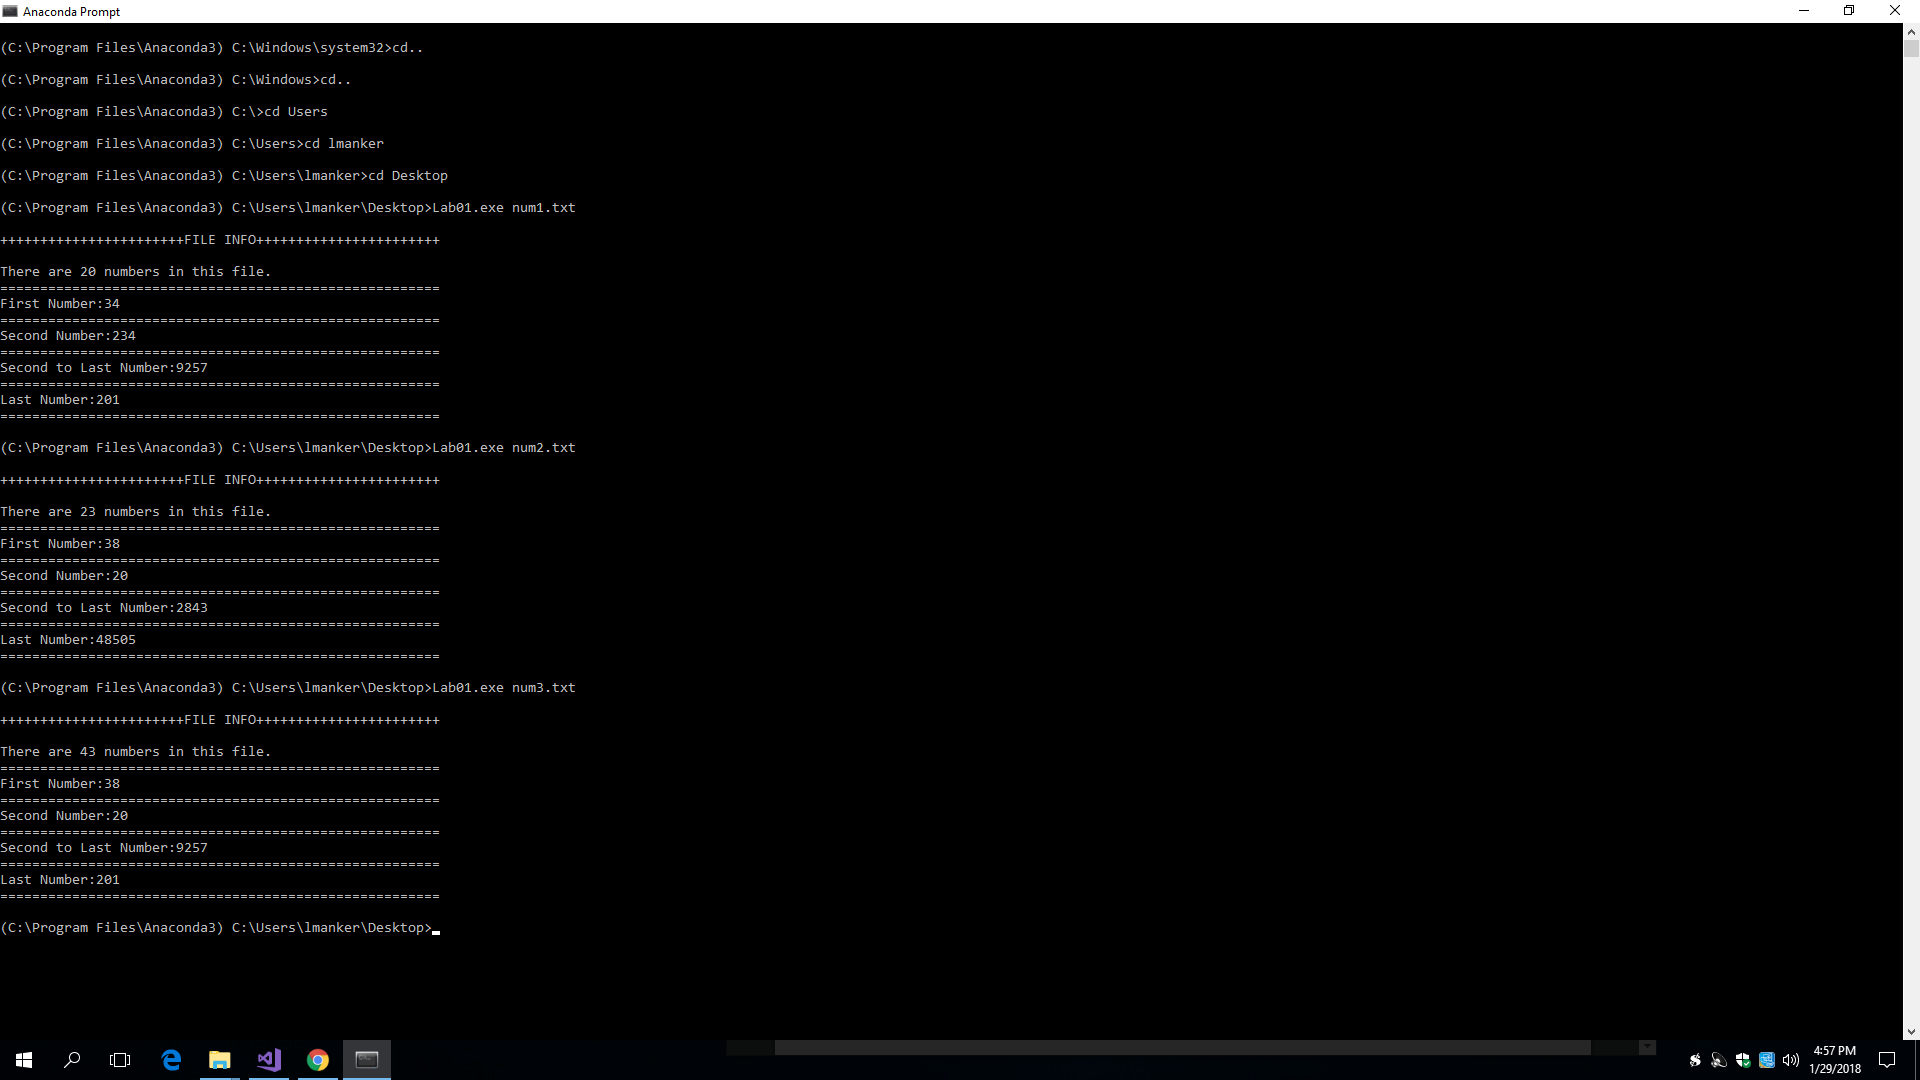 Anaconda Prompt
(C:\Program Files\Anaconda3) C:\Windows\system32>cd..
(C:\Program Files\Anaconda3) C:\Windows>cd..
(C:\Program Files\Anaconda3) C:\>cd Users
(C:\Program Files\Anaconda3) C:\Users>cd lmanker
(C:\Program Files\Anaconda3) C:\Users\lmanker>cd Desktop
(C:\Program Files\Anaconda3) C:\Users\lmanker\Desktop>Lab01.exe num1.txt
+++++++++++++++++++++++FILE INFO+++++++++++++++++++++++
There are 20 numbers in this file.
=======================================================
First Number:34
=======================================================
Second Number:234
=======================================================
Second to Last Number:9257
=======================================================
Last Number:201
=======================================================
(C:\Program Files\Anaconda3) C:\Users\lmanker\Desktop>Lab01.exe num2.txt
+++++++++++++++++++++++FILE INFO+++++++++++++++++++++++
There are 23 numbers in this file.
=======================================================
First Number:38
=======================================================
Second Number:20
=======================================================
Second to Last Number:2843
=======================================================
Last Number:48505
=======================================================
(C:\Program Files\Anaconda3) C:\Users\lmanker\Desktop>Lab01.exe num3.txt
+++++++++++++++++++++++FILE INFO+++++++++++++++++++++++
There are 43 numbers in this file.
=======================================================
First Number:38
=======================================================
Second Number:20
=======================================================
Second to Last Number:9257
=======================================================
Last Number:201
=======================================================
(C:\Program Files\Anaconda3) C:\Users\lmanker\Desktop>
4:57 PM
1/29/2018